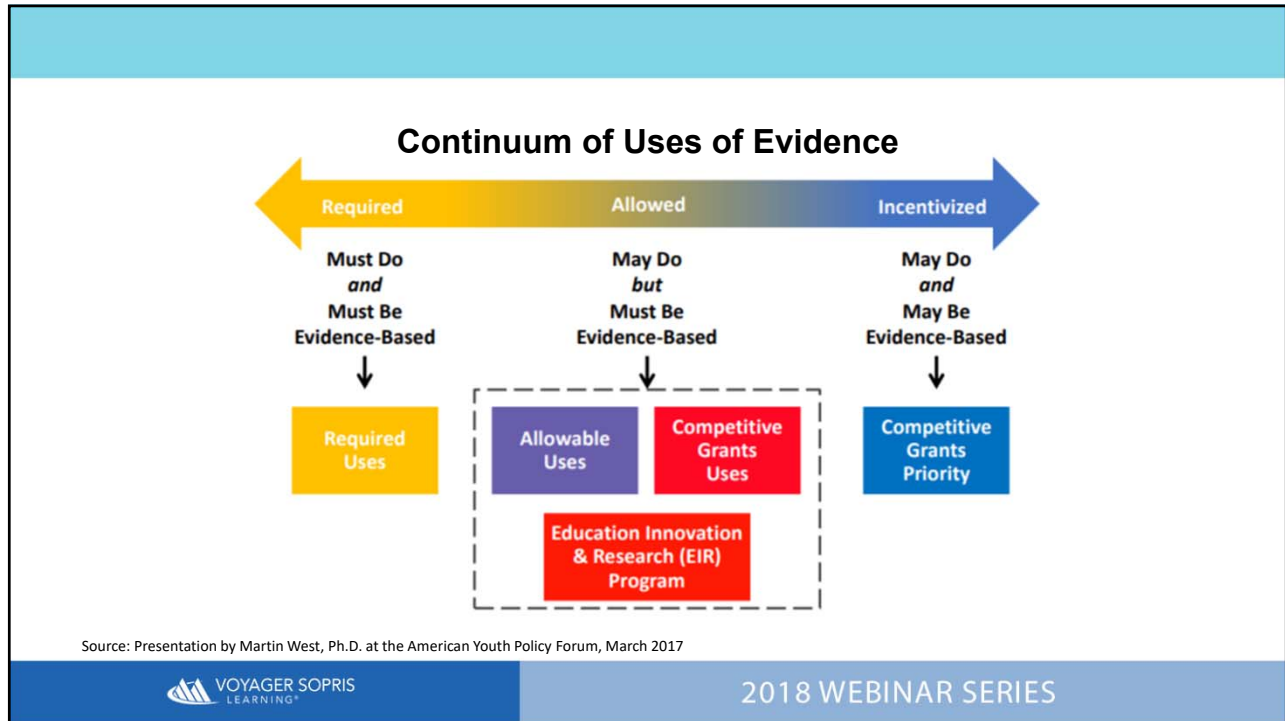 Continuum of Uses of Evidence
Required
Allowed
Incentivized
Must Do
and
Must Be
Evidence-Based
May Do
but
Must Be
Evidence-Based
May Do
and
May Be
Evidence-Based
Required
Uses
Allowable
Uses
Competitive
Grants
Uses
Competitive
Grants
Priority
Education Innovation
& Research (EIR)
Program
Source: Presentation by Martin West, Ph.D. at the American Youth Policy Forum, March 2017
VOYAGER SOPRIS
LEARNING®
2018 WEBINAR SERIES